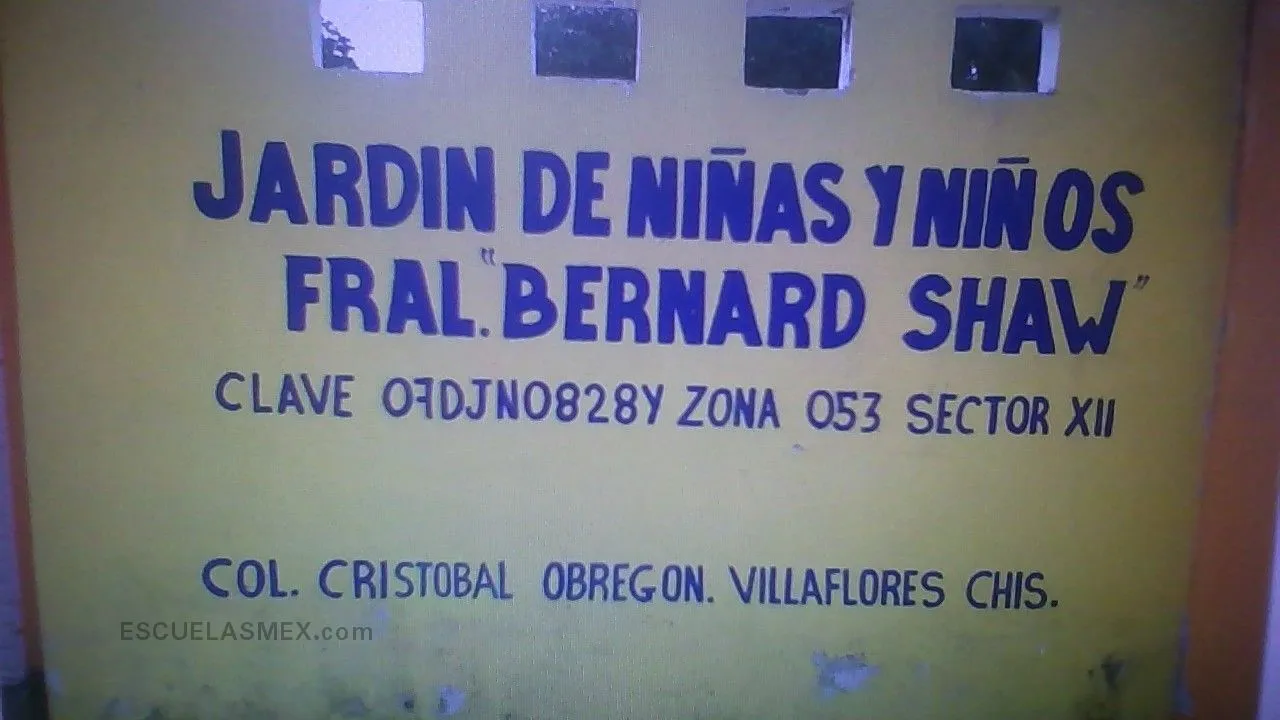 JARDIN DE NIÑAS Y NIÑOS
FRAL. "BERNARD SHAW"
CLAVE 07DJN0828Y ZONA 053 SECTOR XII
COL. CRISTOBAL OBREGON. VILLAFLORES CHIS.
ESCUELASMEX.com